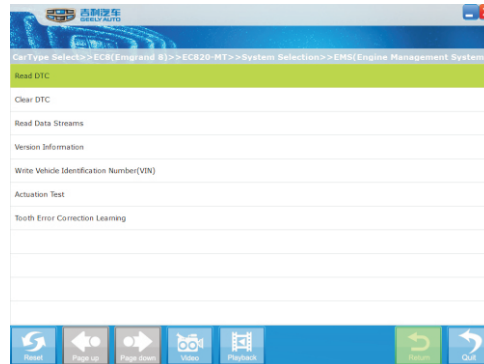 吉利汽车
GEELY AUTO
CarType Select>>EC8(Emgrand 8)>>EC820-MT>>System Selection>>EMS(Engine Management System
Read DTC
Clear DTC
Read Data Streams
Version Information
Write Vehicle Identification Number(VIN)
Actuation Test
Tooth Error Correction Learning
Reset
Page up
Page down
Video
Playback
Return
Quit